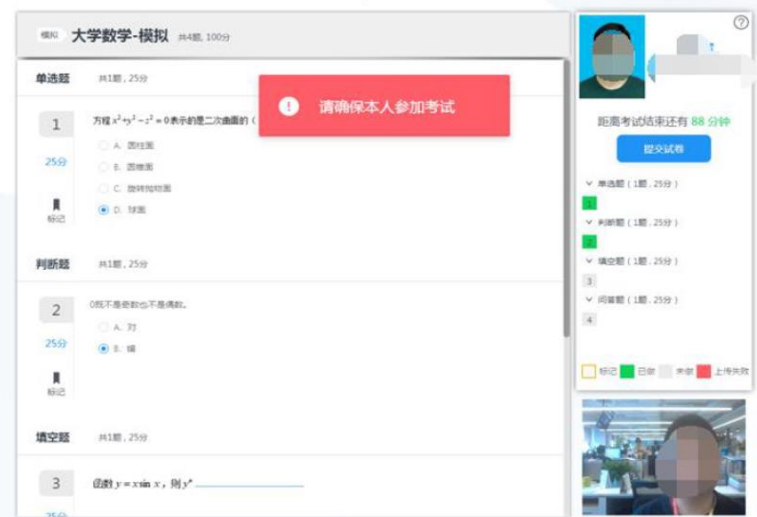 模拟 大学数学-模拟 共4题, 100分
单选题 共1题, 25分
请确保本人参加考试
1
方程 x²+y²−z²=0表示的是二次曲面的（
25分
A. 圆柱面
B. 圆锥面
C. 旋转抛物面
D. 球面
标记
判断题 共1题, 25分
2
0既不是奇数也不是偶数。
A. 对
25分
B. 错
标记
填空题 共1题, 25分
3
函数 y = x sin x，则 y"
25分
距离考试结束还有 88 分钟
提交试卷
单选题（1题, 25分）
1
判断题（1题, 25分）
2
填空题（1题, 25分）
3
问答题（1题, 25分）
4
标记 已做 未做 上传失败